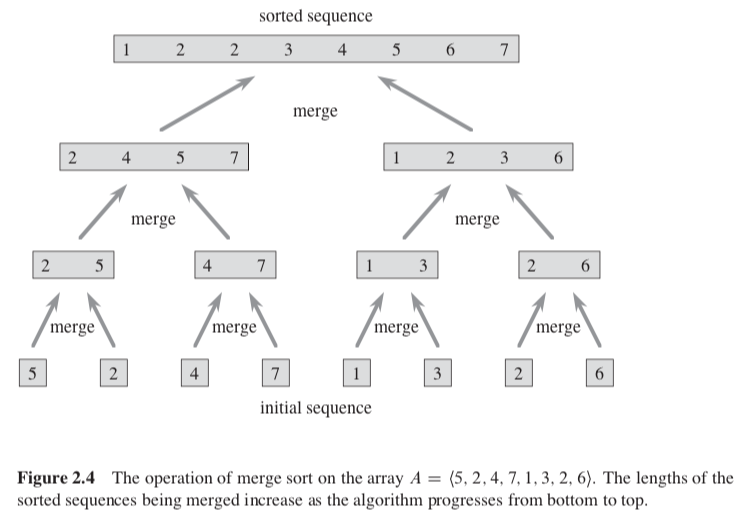 sorted sequence
1 2 2 3 4 5 6 7
merge
2 4 5 7 1 2 3 6
merge merge
2 5 4 7 1 3 2 6
merge merge merge merge
5 2 4 7 1 3 2 6
initial sequence
Figure 2.4 The operation of merge sort on the array A = ⟨5, 2, 4, 7, 1, 3, 2, 6⟩. The lengths of the
sorted sequences being merged increase as the algorithm progresses from bottom to top.